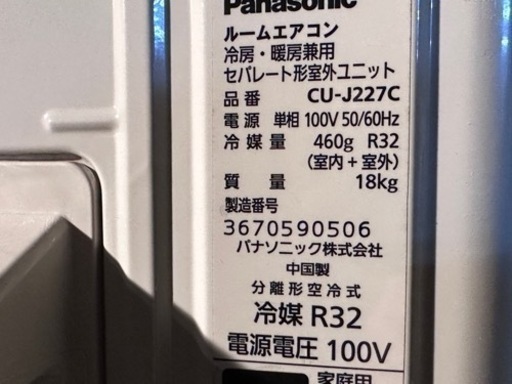 Panasonic
ルームエアコン
冷房・暖房兼用
セパレート形室外ユニット
品番 CU-J227C
電源 単相100V 50/60Hz
冷媒量 460g R32
(室内+室外)
質量 18kg
製造番号
3670590506
パナソニック株式会社
中国製
分離形空冷式
冷媒 R32
電源電圧 100V
家庭用